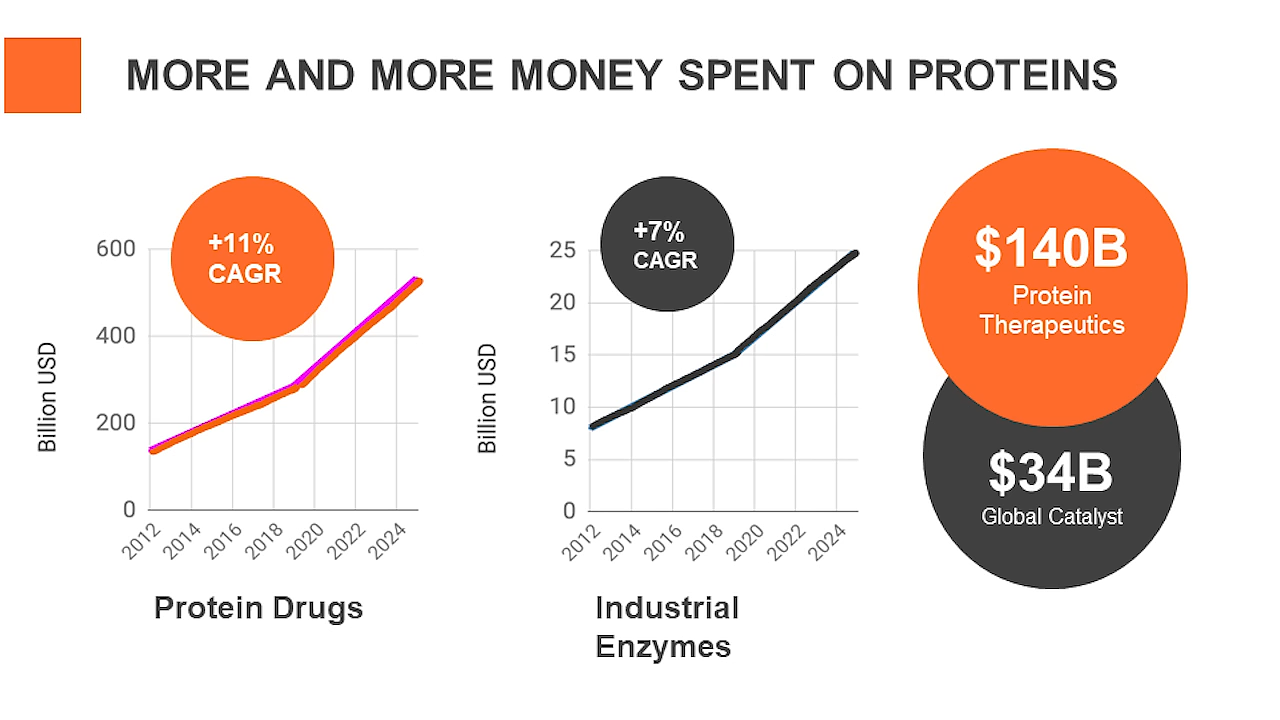 MORE AND MORE MONEY SPENT ON PROTEINS
+11%
CAGR
600
400
200
0
Billion USD
2012
2014
2016
2018
2020
2022
2024
Protein Drugs
+7%
CAGR
25
20
15
10
5
0
Billion USD
2012
2014
2016
2018
2020
2022
2024
Industrial
Enzymes
$140B
Protein
Therapeutics
$34B
Global Catalyst